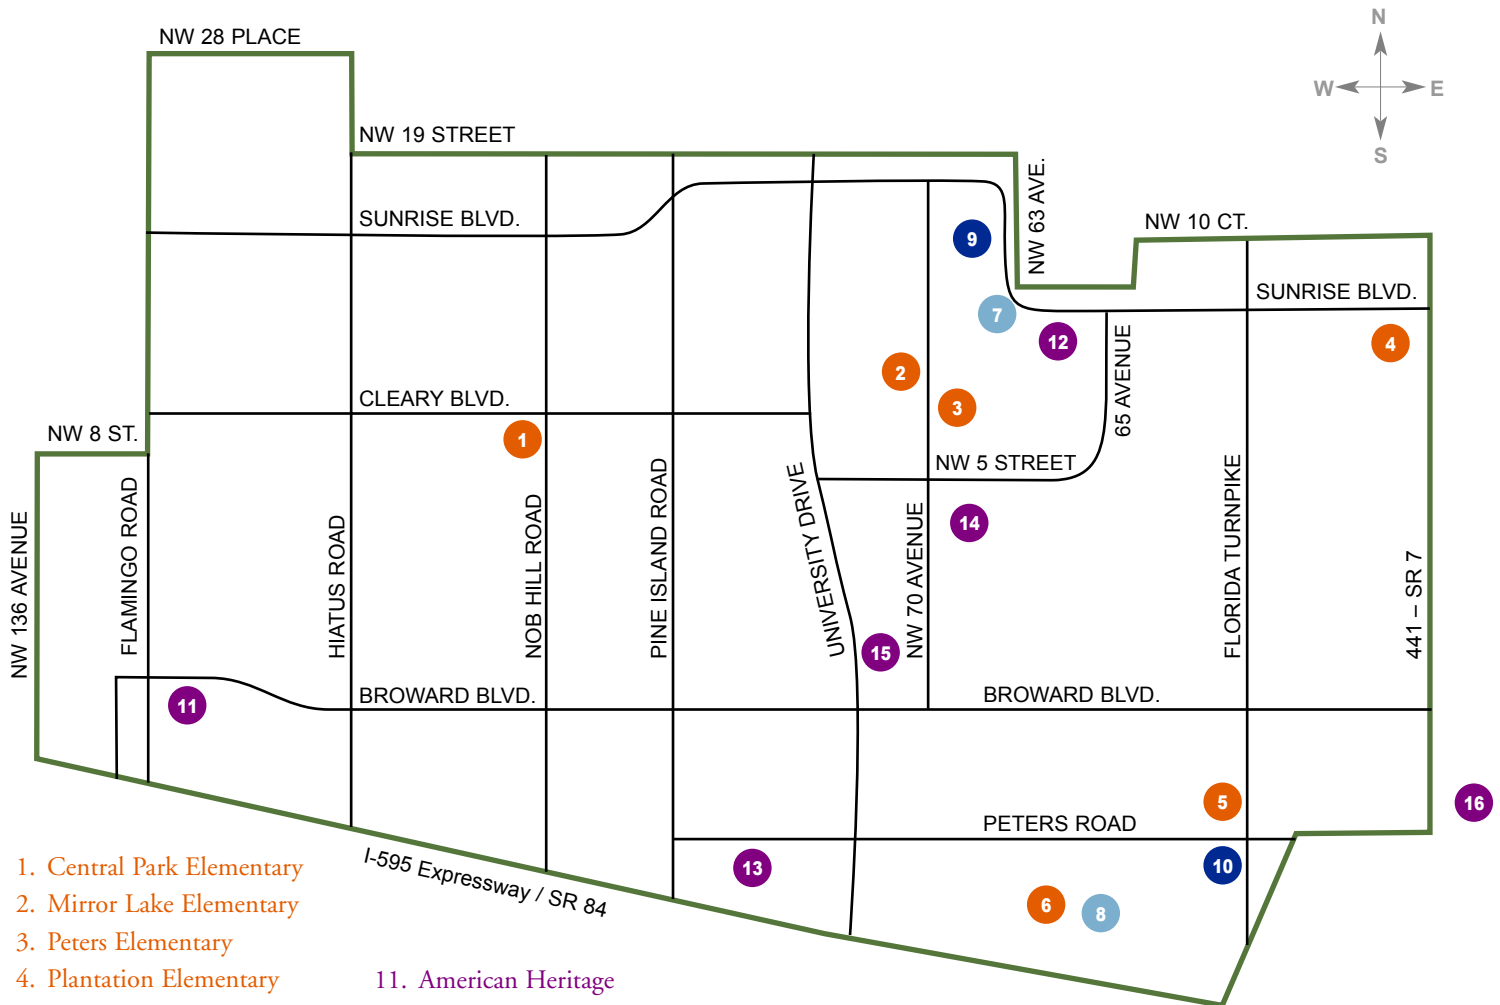 NW 28 PLACE
N
W E
S
NW 19 STREET
NW 63 AVE.
NW 10 CT.
SUNRISE BLVD.
9
SUNRISE BLVD.
7
12
4
65 AVENUE
2
3
CLEARY BLVD.
1
NW 8 ST.
NW 5 STREET
NW 136 AVENUE
FLAMINGO ROAD
HIATUS ROAD
NOB HILL ROAD
PINE ISLAND ROAD
UNIVERSITY DRIVE
NW 70 AVENUE
14
FLORIDA TURNPIKE
441 – SR 7
15
11
BROWARD BLVD.
BROWARD BLVD.
5
16
PETERS ROAD
13
10
6
8
I-595 Expressway / SR 84
1. Central Park Elementary
2. Mirror Lake Elementary
3. Peters Elementary
4. Plantation Elementary
11. American Heritage